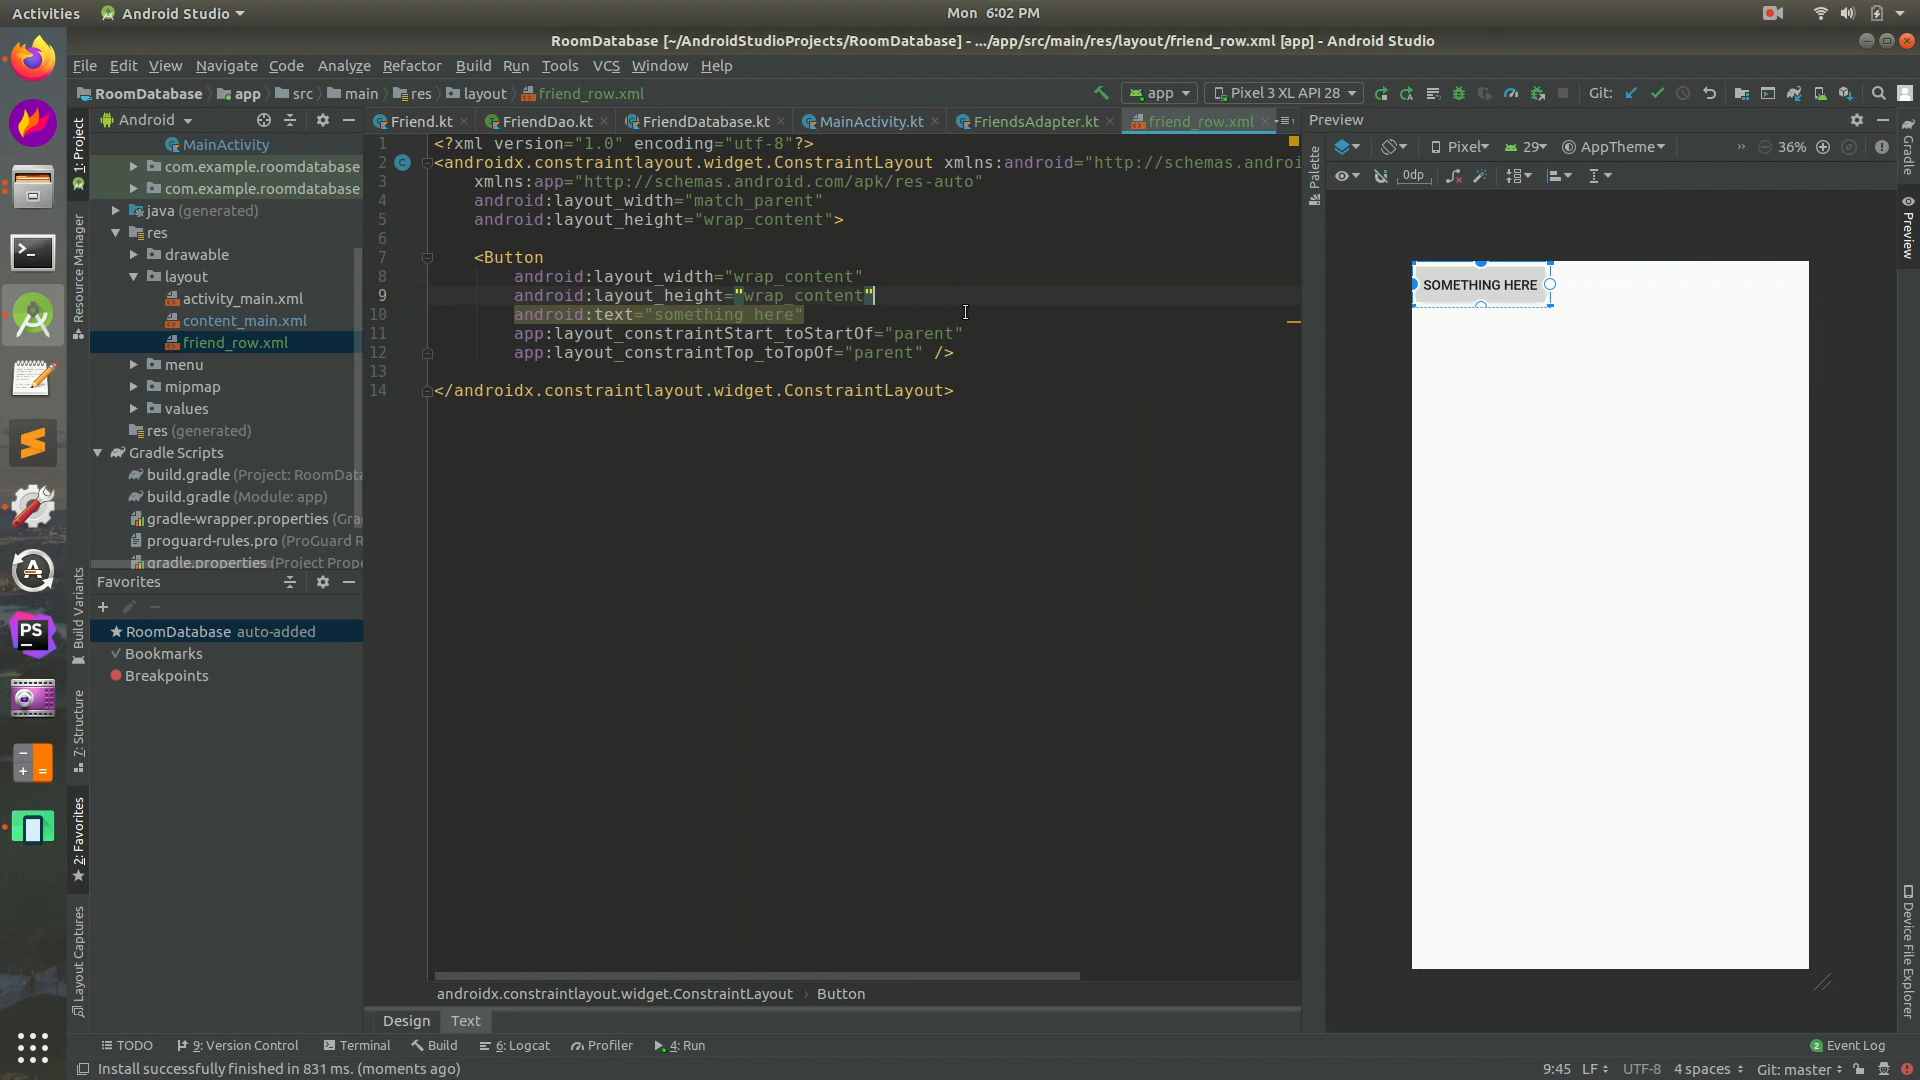 Activities Android Studio Mon 6:02 PM
RoomDatabase [~/AndroidStudioProjects/RoomDatabase] - .../app/src/main/res/layout/friend_row.xml [app] - Android Studio
File Edit View Navigate Code Analyze Refactor Build Run Tools VCS Window Help
RoomDatabase app src main res layout friend_row.xml app Pixel 3 XL API 28 Git:
Android Friend.kt FriendDao.kt FriendDatabase.kt MainActivity.kt FriendsAdapter.kt friend_row.xml Preview
1: Project
Resource Manager
Build Variants
7: Structure
2: Favorites
Layout Captures
MainActivity
com.example.roomdatabase
com.example.roomdatabase
java (generated)
res
drawable
layout
activity_main.xml
content_main.xml
friend_row.xml
menu
mipmap
values
res (generated)
Gradle Scripts
build.gradle (Project: RoomData
build.gradle (Module: app)
gradle-wrapper.properties (Gra
proguard-rules.pro (ProGuard R
gradle.properties (Project Prope
Favorites
RoomDatabase auto-added
Bookmarks
Breakpoints
1 <?xml version="1.0" encoding="utf-8"?>
2 <androidx.constraintlayout.widget.ConstraintLayout xmlns:android="http://schemas.androi
3 xmlns:app="http://schemas.android.com/apk/res-auto"
4 android:layout_width="match_parent"
5 android:layout_height="wrap_content">
6
7 <Button
8 android:layout_width="wrap_content"
9 android:layout_height="wrap_content"
10 android:text="something here"
11 app:layout_constraintStart_toStartOf="parent"
12 app:layout_constraintTop_toTopOf="parent" />
13
14 </androidx.constraintlayout.widget.ConstraintLayout>
androidx.constraintlayout.widget.ConstraintLayout › Button
Design Text
Palette
Pixel 29 AppTheme » 36%
0dp
SOMETHING HERE
Gradle
Preview
Device File Explorer
PS
TODO 9: Version Control Terminal Build 6: Logcat Profiler 4: Run 2 Event Log
Install successfully finished in 831 ms. (moments ago) 9:45 LF UTF-8 4 spaces Git: master